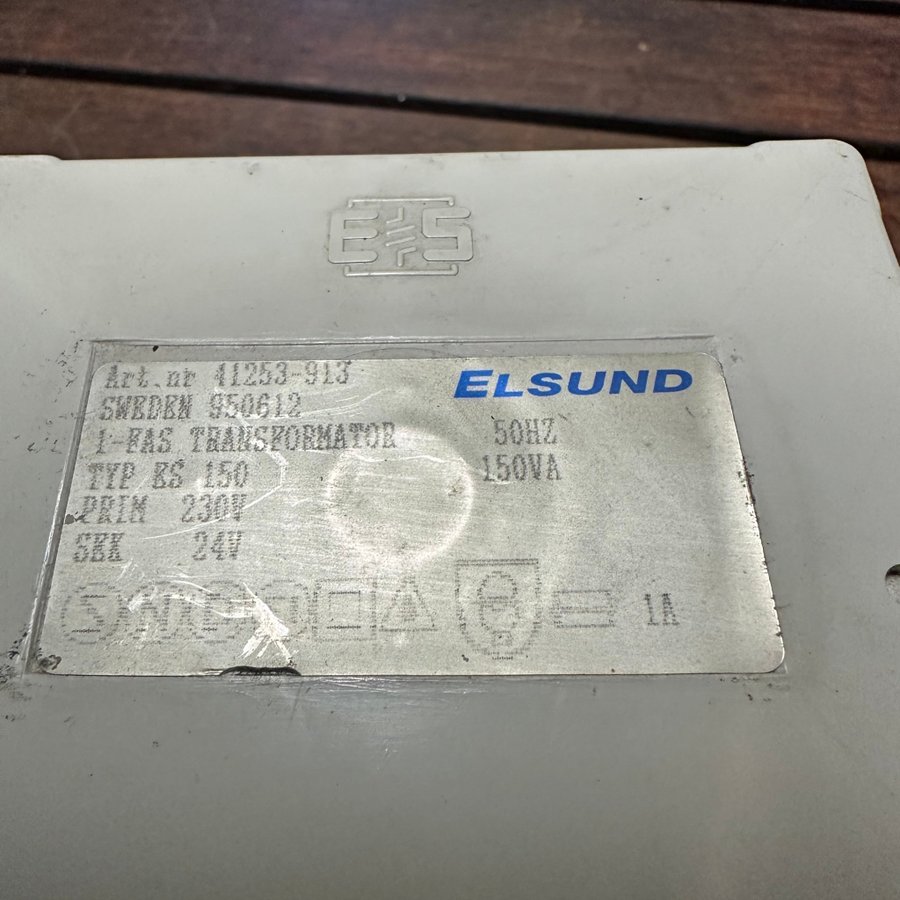 ES
Art.nr 41253-913
ELSUND
SWEDEN 950612
1-FAS TRANSFORMATOR 50HZ
TYP ES 150 150VA
PRIM 230V
SEK 24V
S N D F 1A